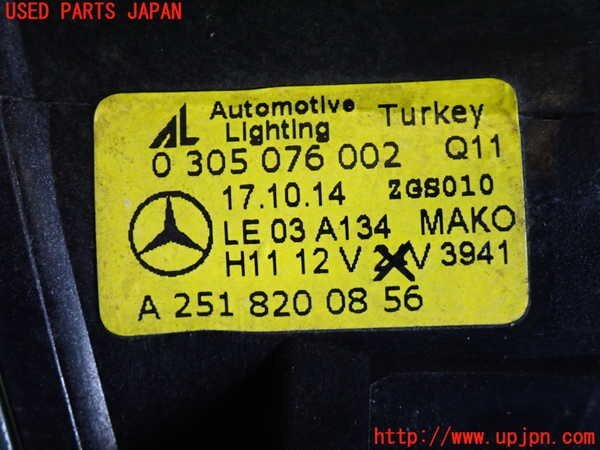 USED PARTS JAPAN
AL Automotive Lighting Turkey
0 305 076 002 Q11
17.10.14 ZGS010
LE 03 A134 MAKO
H11 12 V V 3941
A 251 820 08 56
http://www.upjpn.com/